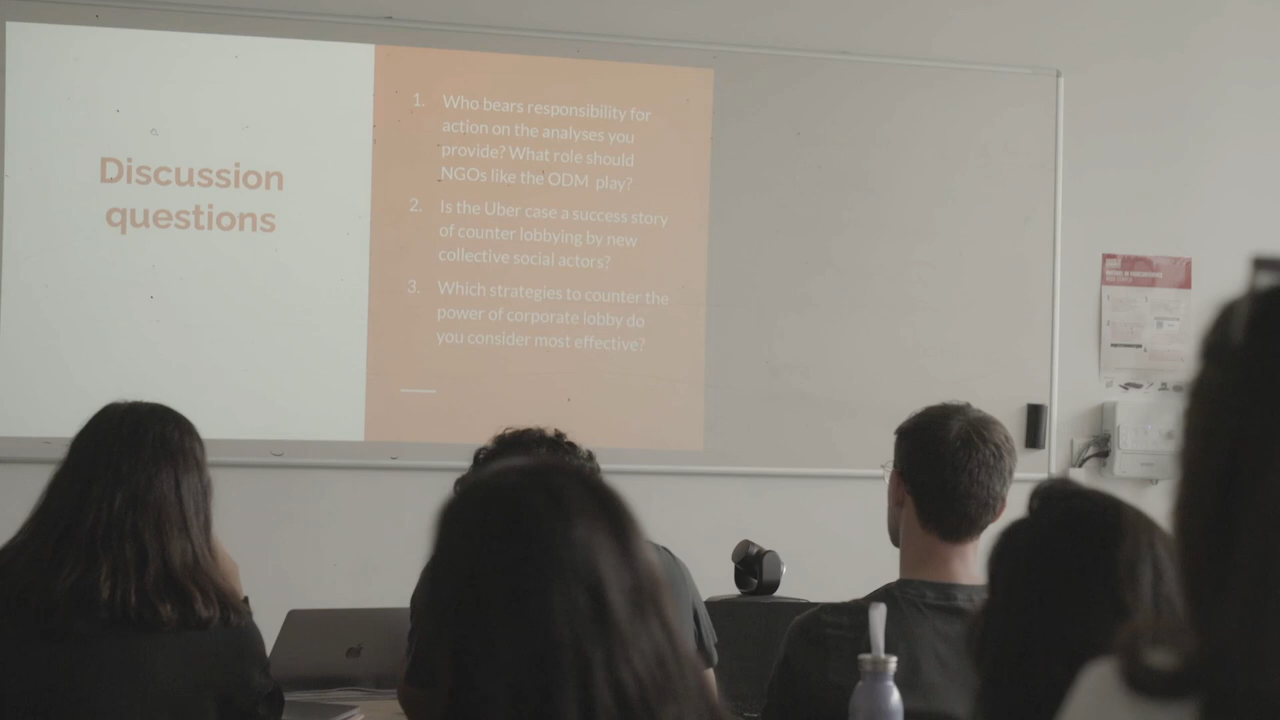 Discussion
questions
1. Who bears responsibility for
action on the analyses you
provide? What role should
NGOs like the ODM play?
2. Is the Uber case a success story
of counter lobbying by new
collective social actors?
3. Which strategies to counter the
power of corporate lobby do
you consider most effective?